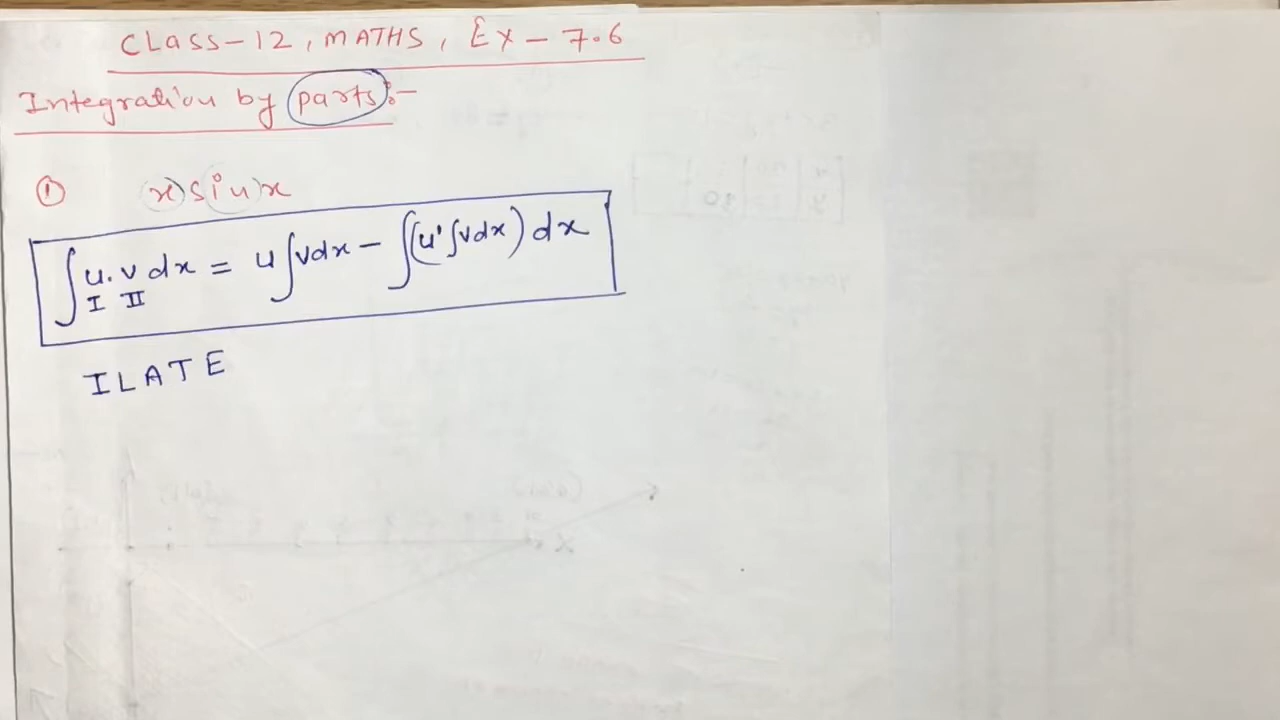 CLASS-12, MATHS, EX-7.6
Integration by parts:-
① x sin x
∫ u. v dx = u ∫ v dx - ∫ (u' ∫ v dx) dx
I II
ILATE